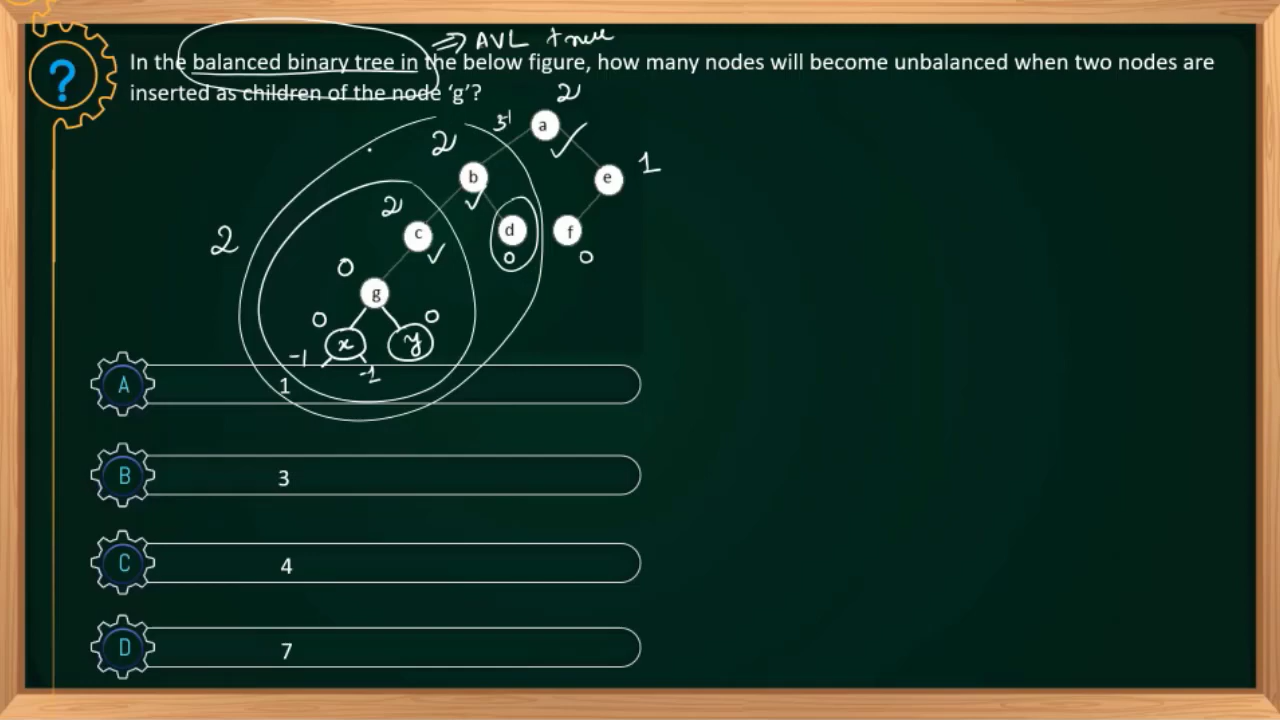 ⇒ AVL tree
In the balanced binary tree in the below figure, how many nodes will become unbalanced when two nodes are
inserted as children of the node ‘g’?
2
3
a
2
b
e
1
2
c
d
f
2
0
0
0
g
0
0
x
y
-1
-1
A
1
B
3
C
4
D
7